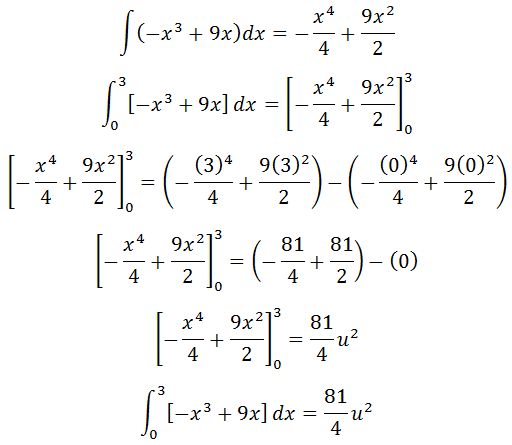 ∫(−x³ + 9x)dx = −x⁴/4 + 9x²/2
∫₀³[−x³ + 9x] dx = [−x⁴/4 + 9x²/2]₀³
[−x⁴/4 + 9x²/2]₀³ = (−(3)⁴/4 + 9(3)²/2) − (−(0)⁴/4 + 9(0)²/2)
[−x⁴/4 + 9x²/2]₀³ = (−81/4 + 81/2) − (0)
[−x⁴/4 + 9x²/2]₀³ = 81/4 u²
∫₀³[−x³ + 9x] dx = 81/4 u²